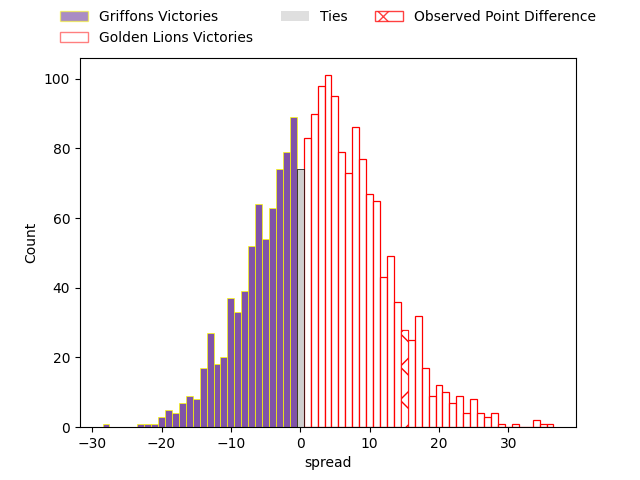 Griffons Victories
Golden Lions Victories
Ties
Observed Point Difference
100
80
60
40
20
0
Count
−30 −20 −10 0 10 20 30
spread